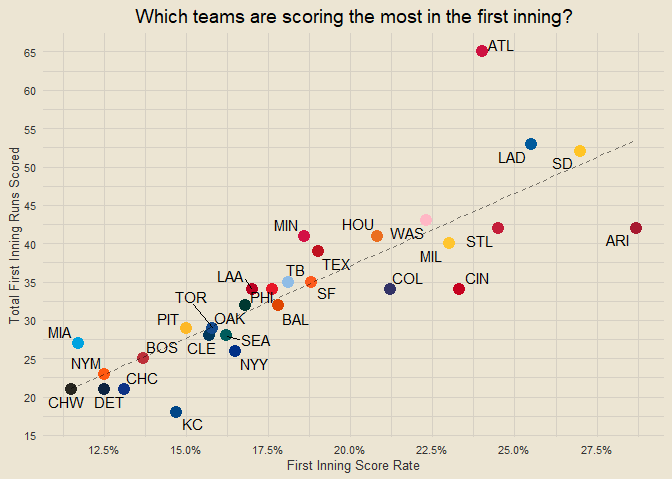 Which teams are scoring the most in the first inning?
Total First Inning Runs Scored
65
60
55
50
45
40
35
30
25
20
15
ATL
LAD
SD
MIN
HOU
WAS
STL
ARI
MIL
TEX
LAA
TB
COL
CIN
TOR
PHI
SF
PIT
OAK
BAL
MIA
BOS
CLE
SEA
NYM
NYY
CHC
CHW
DET
KC
12.5%
15.0%
17.5%
20.0%
22.5%
25.0%
27.5%
First Inning Score Rate